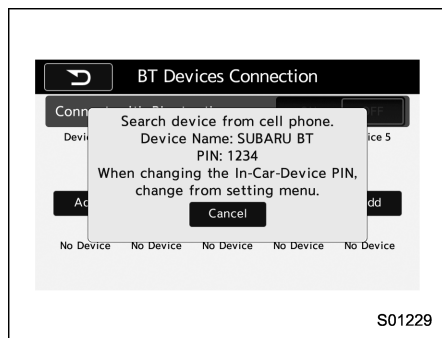 BT Devices Connection
Search device from cell phone.
Device Name: SUBARU BT
PIN: 1234
When changing the In-Car-Device PIN,
change from setting menu.
Cancel
No Device No Device No Device No Device No Device
S01229